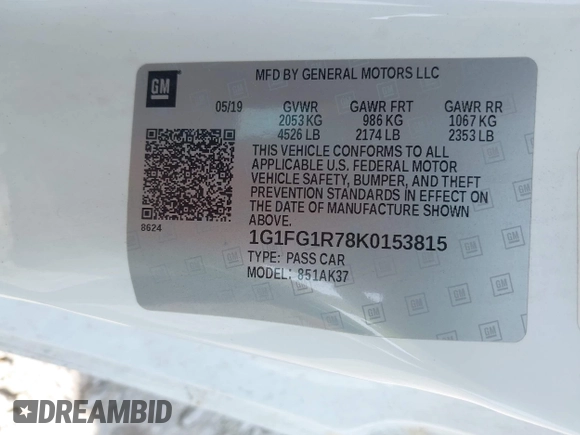 GM
MFD BY GENERAL MOTORS LLC
05/19 GVWR GAWR FRT GAWR RR
2053 KG 986 KG 1067 KG
4526 LB 2174 LB 2353 LB
THIS VEHICLE CONFORMS TO ALL
APPLICABLE U.S. FEDERAL MOTOR
VEHICLE SAFETY, BUMPER, AND THEFT
PREVENTION STANDARDS IN EFFECT ON
THE DATE OF MANUFACTURE SHOWN
ABOVE.
8624
1G1FG1R78K0153815
TYPE: PASS CAR
MODEL: 851AK37
DREAMBID